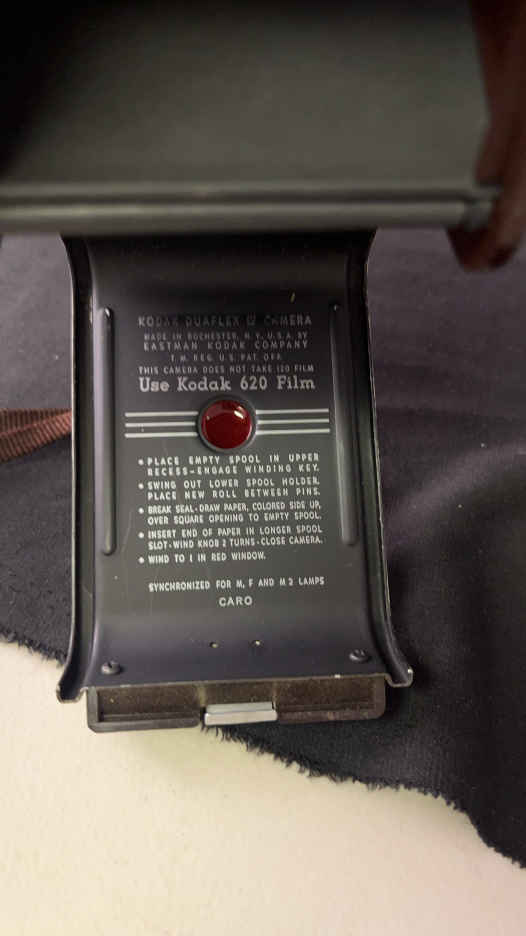 KODAK DUAFLEX IV CAMERA
MADE IN ROCHESTER, N. Y. U. S. A. BY
EASTMAN KODAK COMPANY
T. M. REG. U. S. PAT. OFF.
THIS CAMERA DOES NOT TAKE 120 FILM
Use Kodak 620 Film
• PLACE EMPTY SPOOL IN UPPER
RECESS-ENGAGE WINDING KEY.
• SWING OUT LOWER SPOOL HOLDER.
PLACE NEW ROLL BETWEEN PINS.
• BREAK SEAL-DRAW PAPER, COLORED SIDE UP,
OVER SQUARE OPENING TO EMPTY SPOOL.
• INSERT END OF PAPER IN LONGER SPOOL
SLOT-WIND KNOB 2 TURNS-CLOSE CAMERA.
• WIND TO 1 IN RED WINDOW.
SYNCHRONIZED FOR M, F AND M 2 LAMPS
CARO